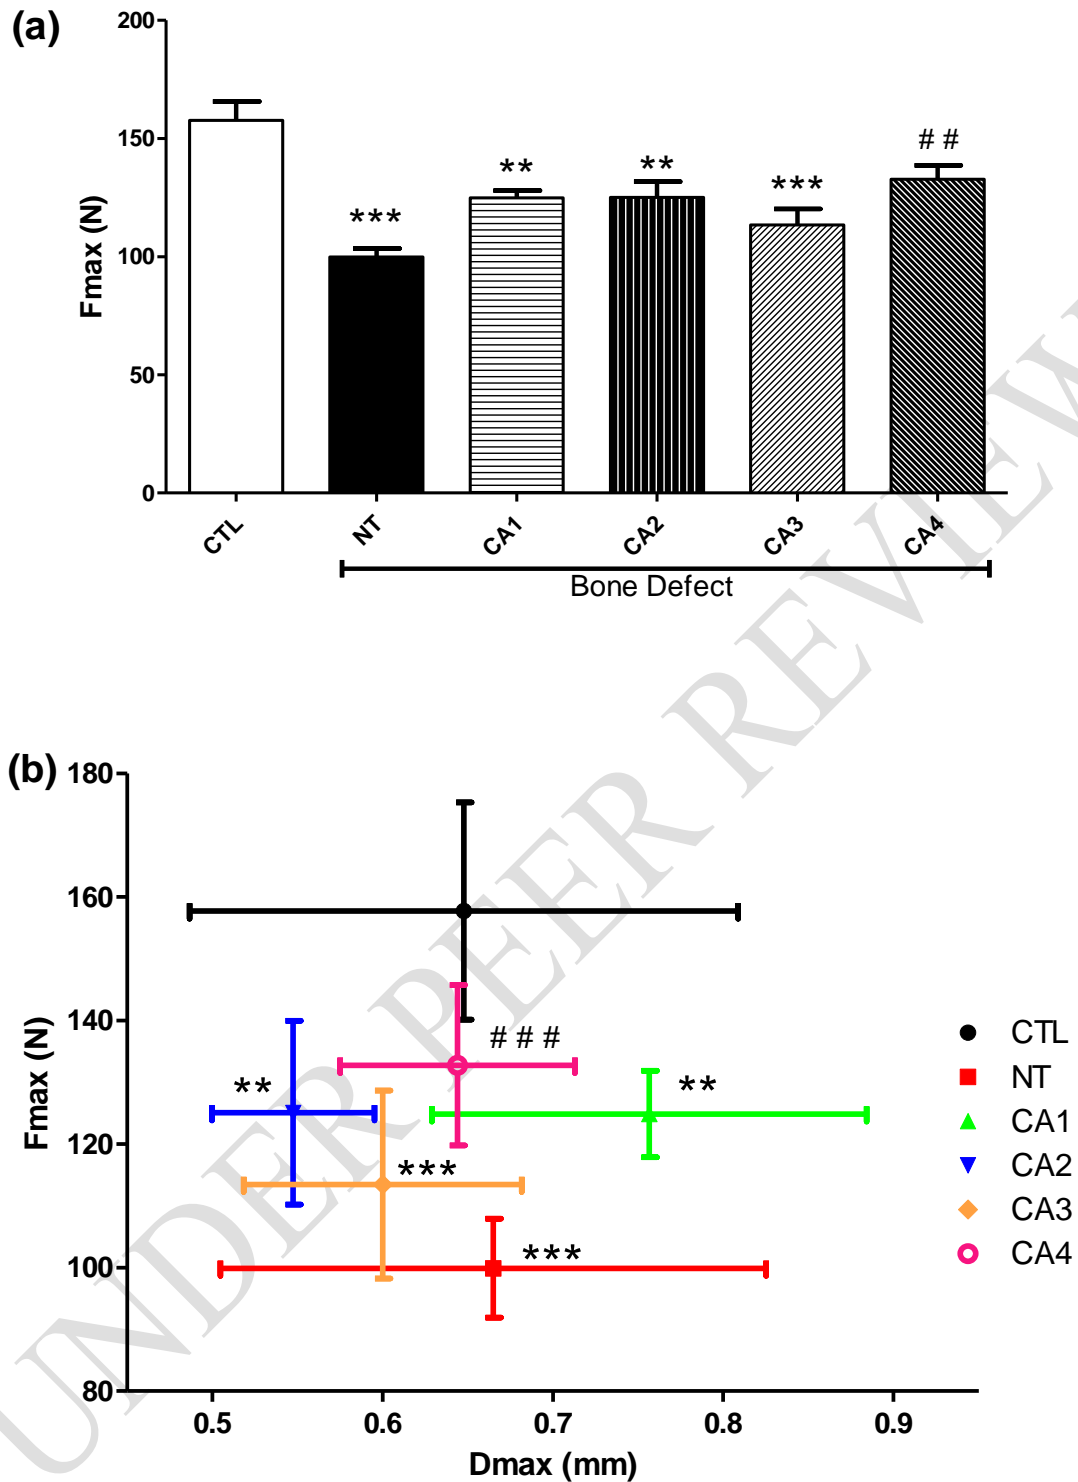 (a)
200
150
100
50
0
Fmax (N)
***
**
**
***
# #
CTL
NT
CA1
CA2
CA3
CA4
Bone Defect
(b)
180
160
140
120
100
80
Fmax (N)
# # #
**
**
***
***
0.5
0.6
0.7
0.8
0.9
Dmax (mm)
CTL
NT
CA1
CA2
CA3
CA4
UNDER PEER REVIEW